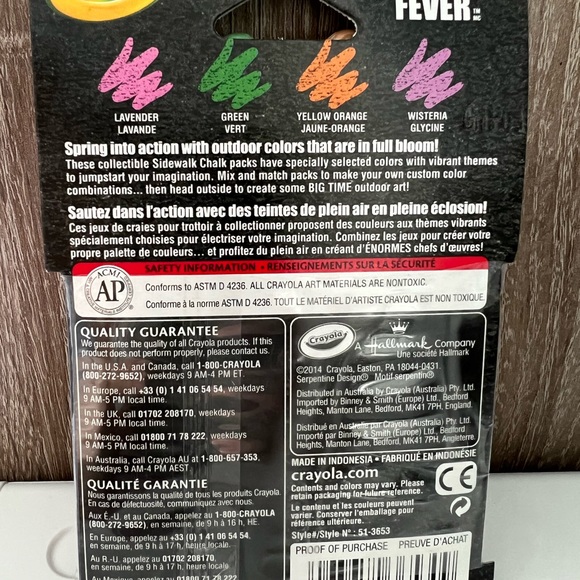 FEVER™ MC
LAVENDER
LAVANDE
GREEN
VERT
YELLOW ORANGE
JAUNE-ORANGE
WISTERIA
GLYCINE
Spring into action with outdoor colors that are in full bloom!
These collectible Sidewalk Chalk packs have specially selected colors with vibrant themes
to jumpstart your imagination. Mix and match packs to make your own custom color
combinations... then head outside to create some BIG TIME outdoor art!
Sautez dans l'action avec des teintes de plein air en pleine éclosion!
Ces jeux de craies pour trottoir à collectionner proposent des couleurs aux thèmes vibrants
spécialement choisies pour électriser votre imagination. Combinez les jeux pour créer votre
propre palette de couleurs... et profitez du plein air en créant d'ÉNORMES chefs d'œuvres!
SAFETY INFORMATION • RENSEIGNEMENTS SUR LA SÉCURITÉ
ACMI
AP
Conforms to ASTM D 4236. ALL CRAYOLA ART MATERIALS ARE NONTOXIC.
Conforme à la norme ASTM D 4236. TOUT LE MATÉRIEL D'ARTISTE CRAYOLA EST NON TOXIQUE.
QUALITY GUARANTEE
We guarantee the quality of all Crayola products. If this
product does not perform properly, please contact us.
In the U.S.A. and Canada, call 1-800-CRAYOLA
(800-272-9652), weekdays 9 AM-4 PM ET.
In Europe, call +33 (0) 1 41 06 54 54, weekdays
9 AM-5 PM local time.
In the UK, call 01702 208170, weekdays
9 AM-5 PM local time.
In Mexico, call 01800 71 78 222, weekdays
9 AM-5 PM local time.
In Australia, call Crayola AU at 1-800-657-353,
weekdays 9 AM-4 PM AEST
QUALITÉ GARANTIE
Nous garantissons la qualité de tous les produits Crayola.
En cas de défectuosité, communiquez avec nous.
Aux É.-U. et au Canada, appelez au 1-800-CRAYOLA
(800-272-9652), en semaine, de 9 h à 16 h, HE.
En Europe, appelez au +33 (0) 1 41 06 54 54,
en semaine, de 9 h à 17 h, heure locale
Au R.-U., appelez au 01702 208170,
en semaine, de 9 h à 17 h, heure locale.
Au Mexique, appelez au 01800 71 78 222
Crayola
A Hallmark Company
Une société Hallmark
©2014 Crayola, Easton, PA 18044-0431.
Serpentine Design® Motif serpentin®
Distributed in Australia by Crayola (Australia) Pty. Ltd.
Imported by Binney & Smith (Europe) Ltd., Bedford
Heights, Manton Lane, Bedford, MK41 7PH, England.
Distribué en Australie par Crayola (Australia) Pty. Ltd.
Importé par Binney & Smith (Europe) Ltd., Bedford
Heights, Manton Lane, Bedford, MK41 7PH, Angleterre.
MADE IN INDONESIA • FABRIQUÉ EN INDONÉSIE
crayola.com
Contents and colors may vary. Please
retain packaging for future reference.
Le contenu et les couleurs peuvent
varier. Conserver l'emballage pour
référence ultérieure.
CE
Style#/Style N° : 51-3653
PROOF OF PURCHASE PREUVE D'ACHAT